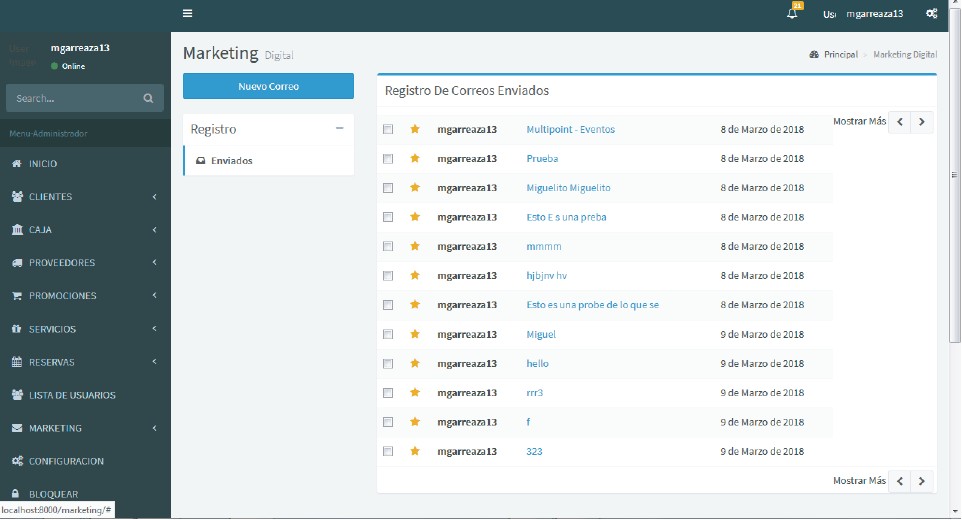 21
mgarreaza13
mgarreaza13
Online
Search...
Menu-Administrador
INICIO
CLIENTES
CAJA
PROVEEDORES
PROMOCIONES
SERVICIOS
RESERVAS
LISTA DE USUARIOS
MARKETING
CONFIGURACION
BLOQUEAR
localhost:8000/marketing/#
Marketing Digital
Principal > Marketing Digital
Nuevo Correo
Registro
Enviados
Registro De Correos Enviados
Mostrar Más
mgarreaza13 Multipoint - Eventos 8 de Marzo de 2018
mgarreaza13 Prueba 8 de Marzo de 2018
mgarreaza13 Miguelito Miguelito 8 de Marzo de 2018
mgarreaza13 Esto E s una preba 8 de Marzo de 2018
mgarreaza13 mmmm 8 de Marzo de 2018
mgarreaza13 hjbjnv hv 8 de Marzo de 2018
mgarreaza13 Esto es una probe de lo que se 8 de Marzo de 2018
mgarreaza13 Miguel 9 de Marzo de 2018
mgarreaza13 hello 9 de Marzo de 2018
mgarreaza13 rrr3 9 de Marzo de 2018
mgarreaza13 f 9 de Marzo de 2018
mgarreaza13 323 9 de Marzo de 2018
Mostrar Más